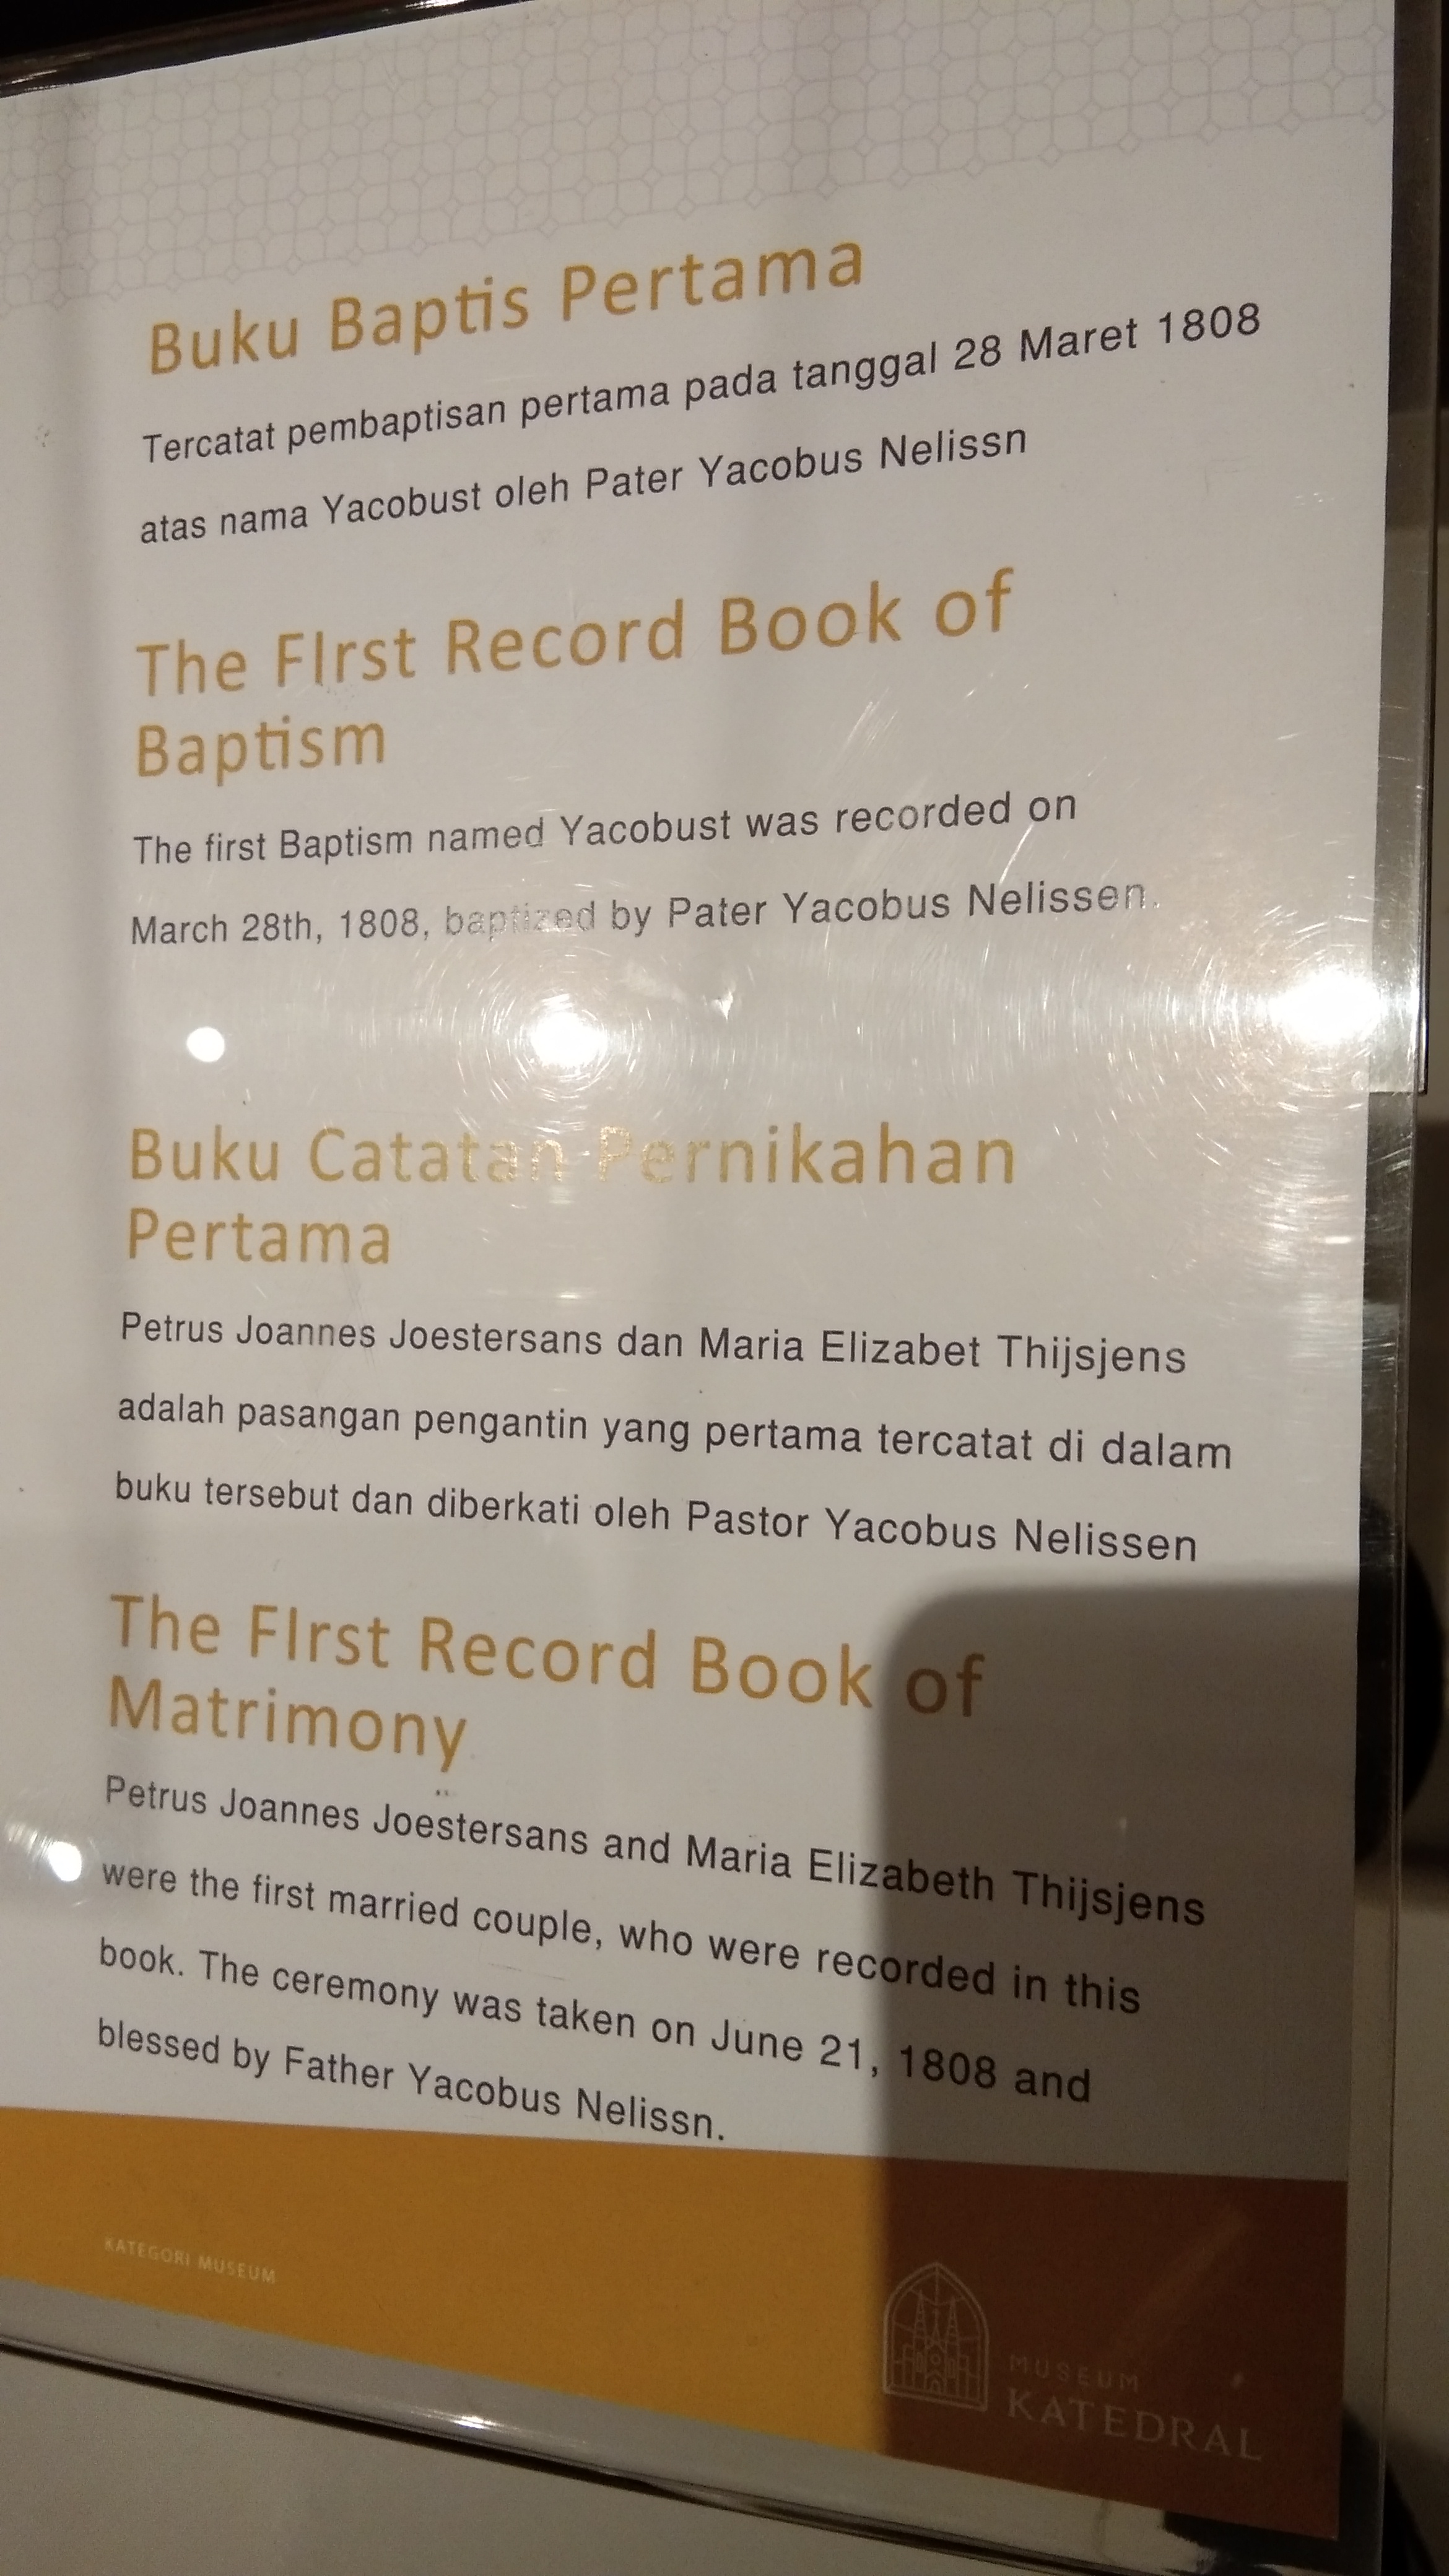 Buku Baptis Pertama
Tercatat pembaptisan pertama pada tanggal 28 Maret 1808
atas nama Yacobust oleh Pater Yacobus Nelissn
The FIrst Record Book of
Baptism
The first Baptism named Yacobust was recorded on
March 28th, 1808, baptized by Pater Yacobus Nelissen.
Buku Catatan Pernikahan
Pertama
Petrus Joannes Joestersans dan Maria Elizabet Thijsjens
adalah pasangan pengantin yang pertama tercatat di dalam
buku tersebut dan diberkati oleh Pastor Yacobus Nelissen
The FIrst Record Book of
Matrimony
Petrus Joannes Joestersans and Maria Elizabeth Thijsjens
were the first married couple, who were recorded in this
book. The ceremony was taken on June 21, 1808 and
blessed by Father Yacobus Nelissn.
KATEGORI MUSEUM
MUSEUM
KATEDRAL